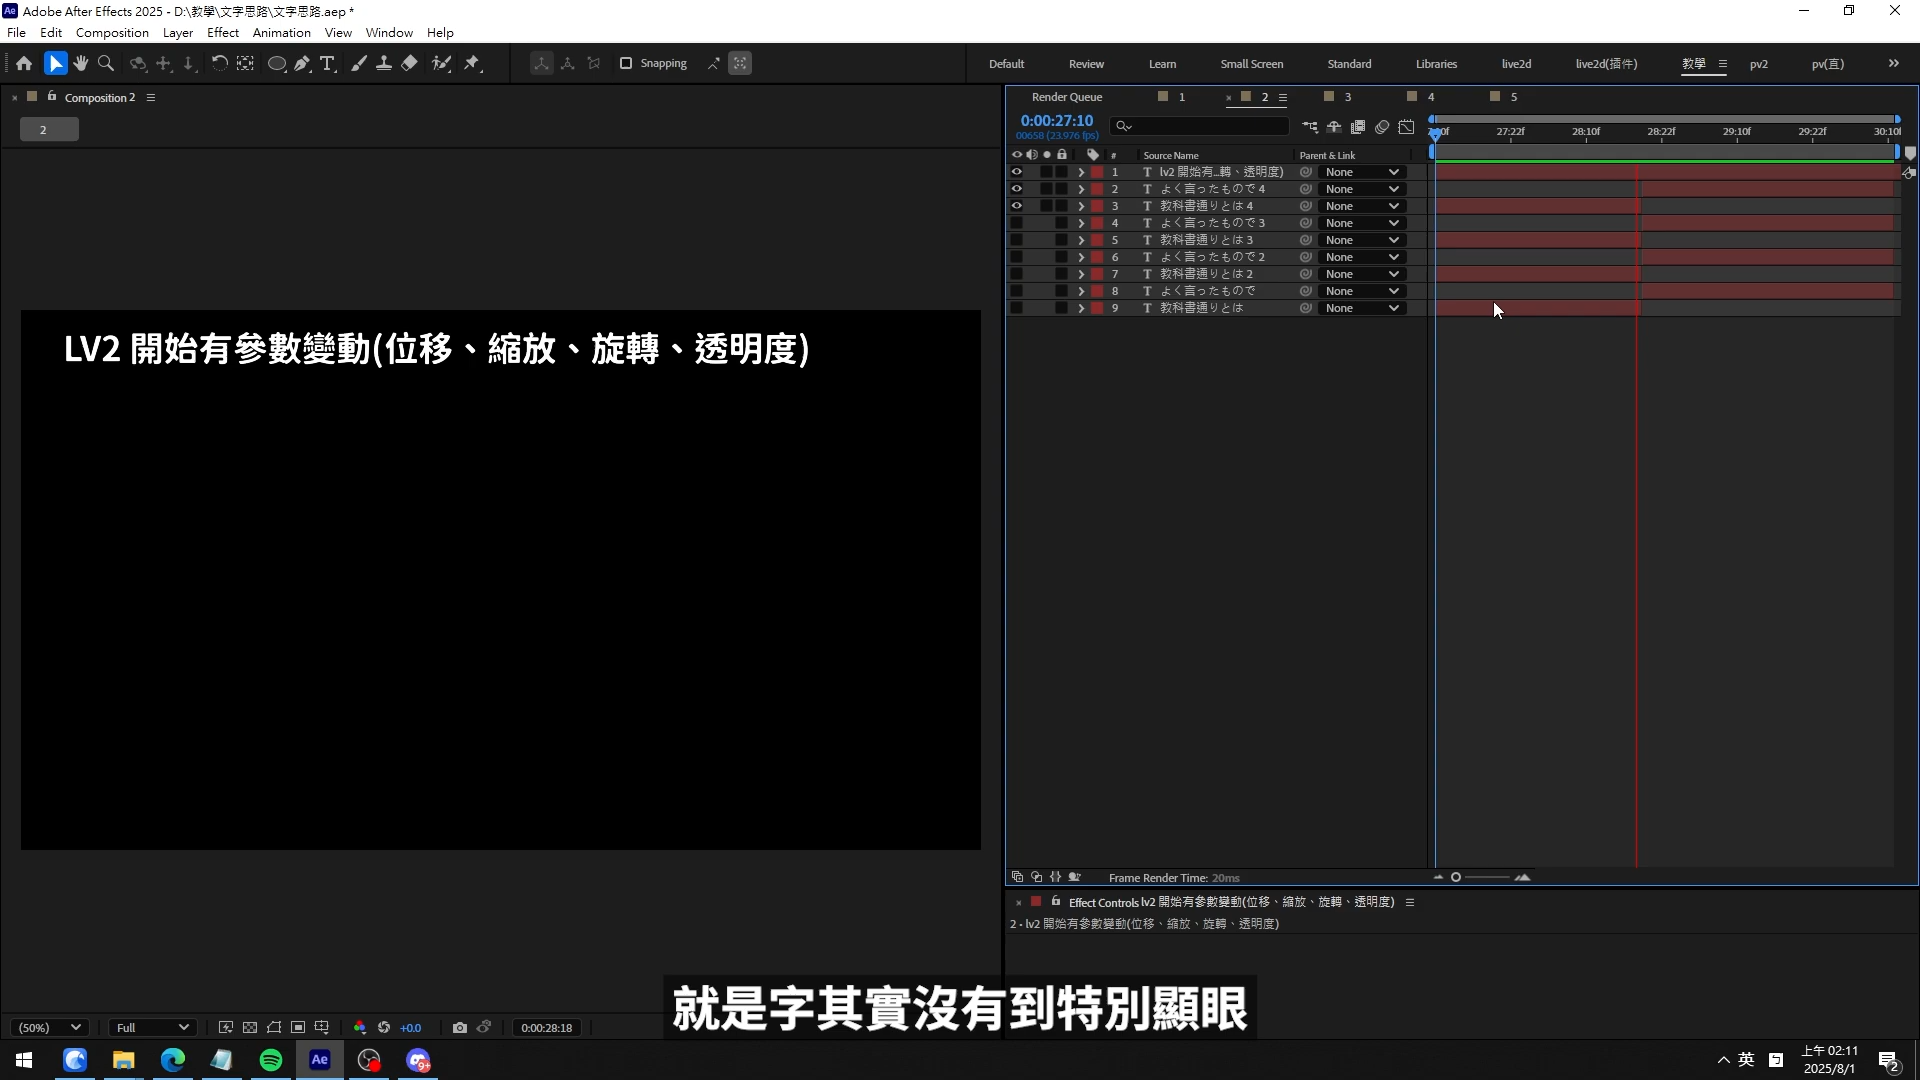 Adobe After Effects 2025 - D:\教學\文字思路\文字思路.aep *
File Edit Composition Layer Effect Animation View Window Help
Snapping
Default Review Learn Small Screen Standard Libraries live2d live2d(插件) 教學 pv2 pv(直)
Composition 2
2
Render Queue 1 2 3 4 5
0:00:27:10
00658 (23.976 fps)
27:22f 28:10f 28:22f 29:10f 29:22f 30:10f
# Source Name Parent & Link
1 T lv2 開始有...轉、透明度) None
2 T よく言ったもので 4 None
3 T 教科書通りとは 4 None
4 T よく言ったもので 3 None
5 T 教科書通りとは 3 None
6 T よく言ったもので 2 None
7 T 教科書通りとは 2 None
8 T よく言ったもので None
9 T 教科書通りとは None
LV2 開始有參數變動(位移、縮放、旋轉、透明度)
Frame Render Time: 20ms
Effect Controls lv2 開始有參數變動(位移、縮放、旋轉、透明度)
2 • lv2 開始有參數變動(位移、縮放、旋轉、透明度)
就是字其實沒有到特別顯眼
(50%) Full +0.0 0:00:28:18
Ae 9+ 英 上午 02:11
2025/8/1 2